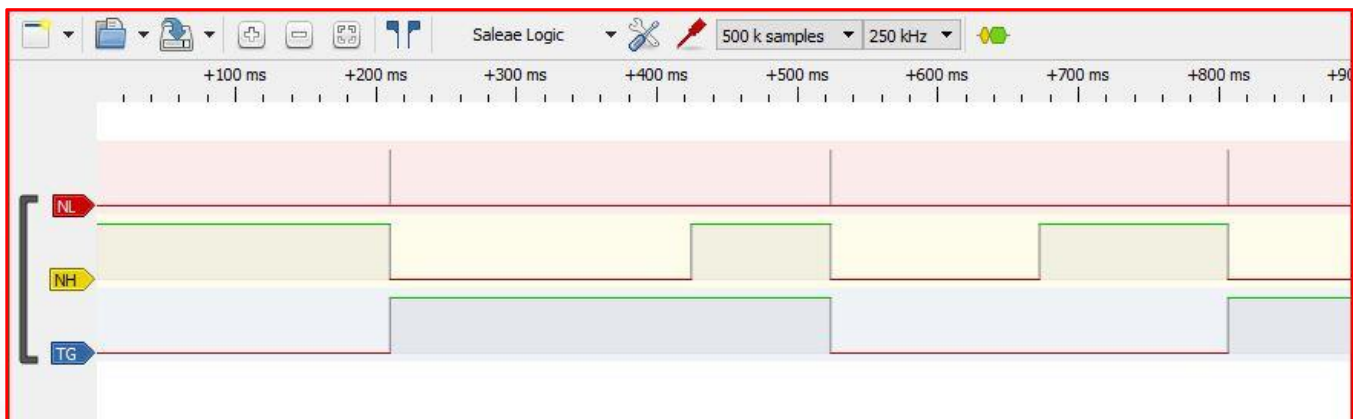 Saleae Logic 500 k samples 250 kHz
+100 ms +200 ms +300 ms +400 ms +500 ms +600 ms +700 ms +800 ms +90
NL
NH
TG